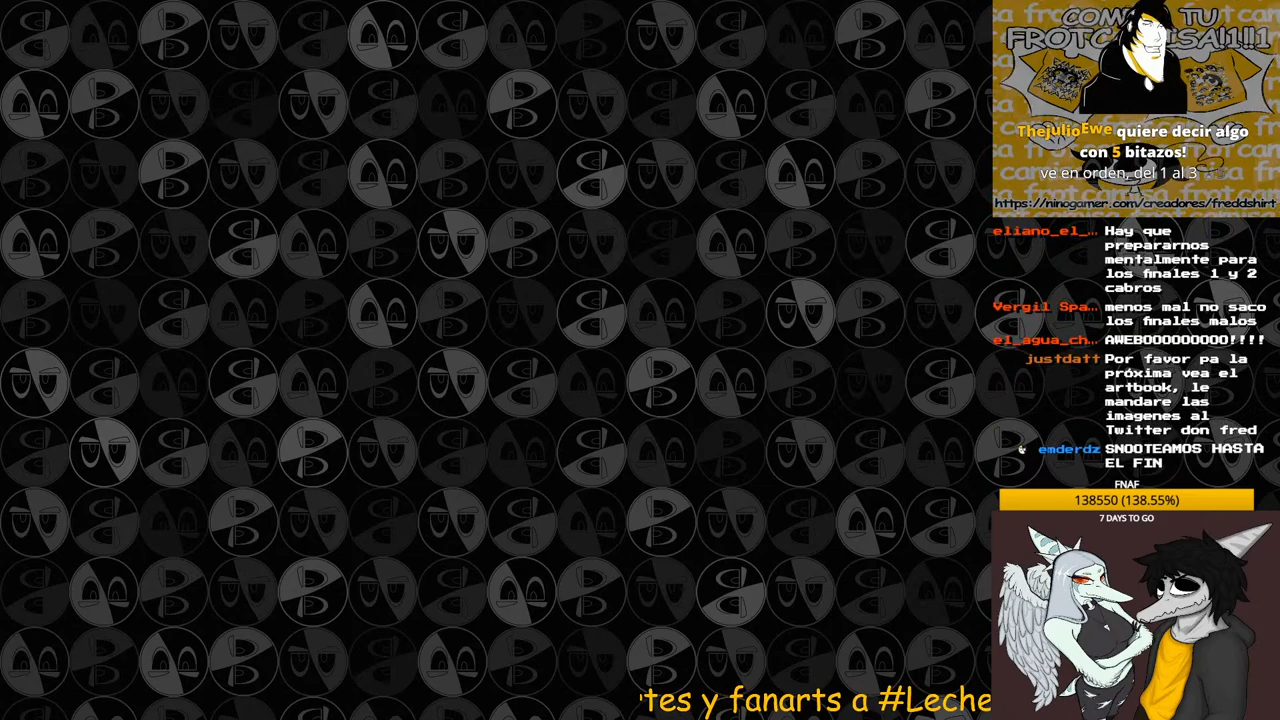 COMPRA TU
FROTCAMISA!1!!1
ThejulioEwe quiere decir algo
con 5 bitazos!
ve en orden, del 1 al 3
https://ninogamer.com/creadores/freddshirt
eliano_el_… Hay que
prepararnos
mentalmente para
los finales 1 y 2
cabros
Vergil Spa… menos mal no saco
los finales malos
el_agua_ch… AWEBOOOOOOOOO!!!!
justdatt Por favor pa la
próxima vea el
artbook, le
mandare las
imagenes al
Twitter don fred
emderdz SNOOTEAMOS HASTA
EL FIN
FNAF
138550 (138.55%)
7 DAYS TO GO
tes y fanarts a #Leche